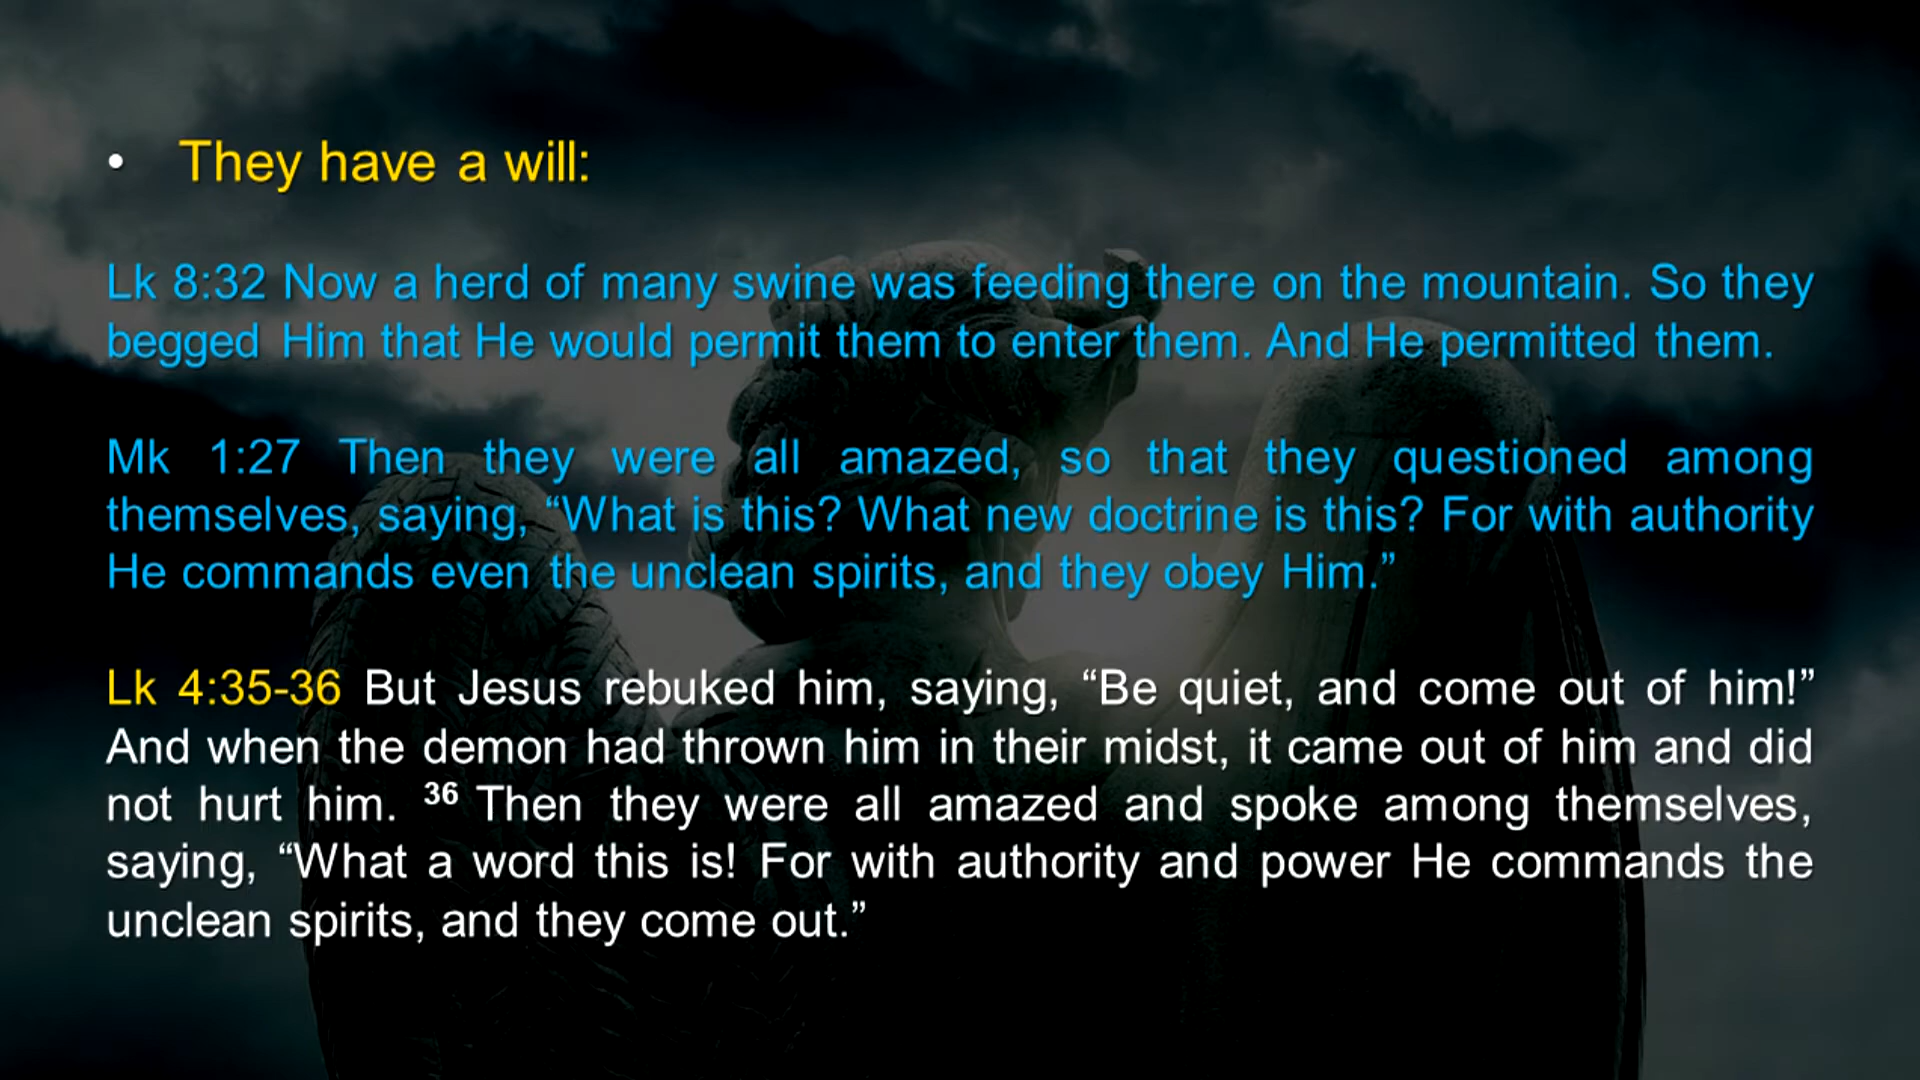 • They have a will:
Lk 8:32 Now a herd of many swine was feeding there on the mountain. So they
begged Him that He would permit them to enter them. And He permitted them.
Mk 1:27 Then they were all amazed, so that they questioned among
themselves, saying, “What is this? What new doctrine is this? For with authority
He commands even the unclean spirits, and they obey Him.”
Lk 4:35-36 But Jesus rebuked him, saying, “Be quiet, and come out of him!”
And when the demon had thrown him in their midst, it came out of him and did
not hurt him. 36 Then they were all amazed and spoke among themselves,
saying, “What a word this is! For with authority and power He commands the
unclean spirits, and they come out.”